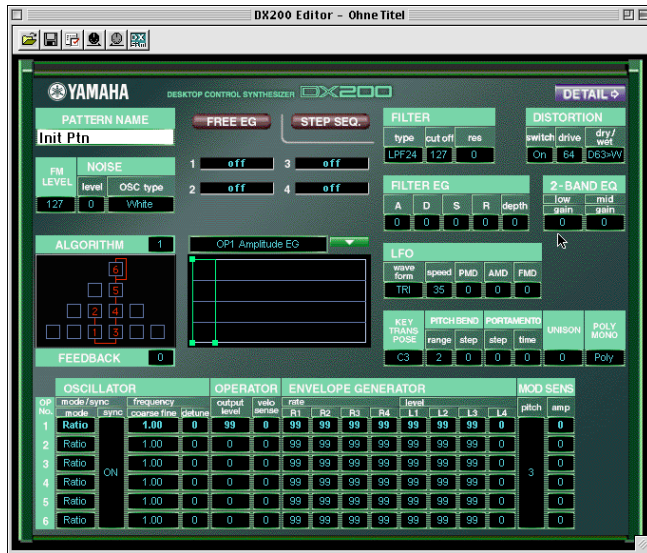 DX200 Editor - Ohne Titel
YAMAHA DESKTOP CONTROL SYNTHESIZER DX200
DETAIL
PATTERN NAME
Init Ptn
FREE EG STEP SEQ.
1 off 3 off
2 off 4 off
FM LEVEL
127
NOISE
level OSC type
0 White
FILTER
type cut off res
LPF24 127 0
DISTORTION
switch drive dry/wet
On 64 D63>W
FILTER EG
A D S R depth
0 0 0 0 0
2-BAND EQ
low gain mid gain
0 0
ALGORITHM 1
6
5
2 4
1 3
FEEDBACK 0
OP1 Amplitude EG
LFO
wave form speed PMD AMD FMD
TRI 35 0 0 0
KEY TRANS POSE
C3
PITCH BEND
range step
2 0
PORTAMENTO
step time
0 0
UNISON
0
POLY MONO
Poly
OSCILLATOR OPERATOR ENVELOPE GENERATOR MOD SENS
OP No. mode/sync frequency output level velo sense rate level pitch amp
mode sync coarse fine detune R1 R2 R3 R4 L1 L2 L3 L4
1 Ratio 1.00 0 99 0 99 99 99 99 99 99 99 0 0
2 Ratio 1.00 0 0 0 99 99 99 99 99 99 99 0 0
3 Ratio 1.00 0 0 0 99 99 99 99 99 99 99 0 0
ON 3
4 Ratio 1.00 0 0 0 99 99 99 99 99 99 99 0 0
5 Ratio 1.00 0 0 0 99 99 99 99 99 99 99 0 0
6 Ratio 1.00 0 0 0 99 99 99 99 99 99 99 0 0